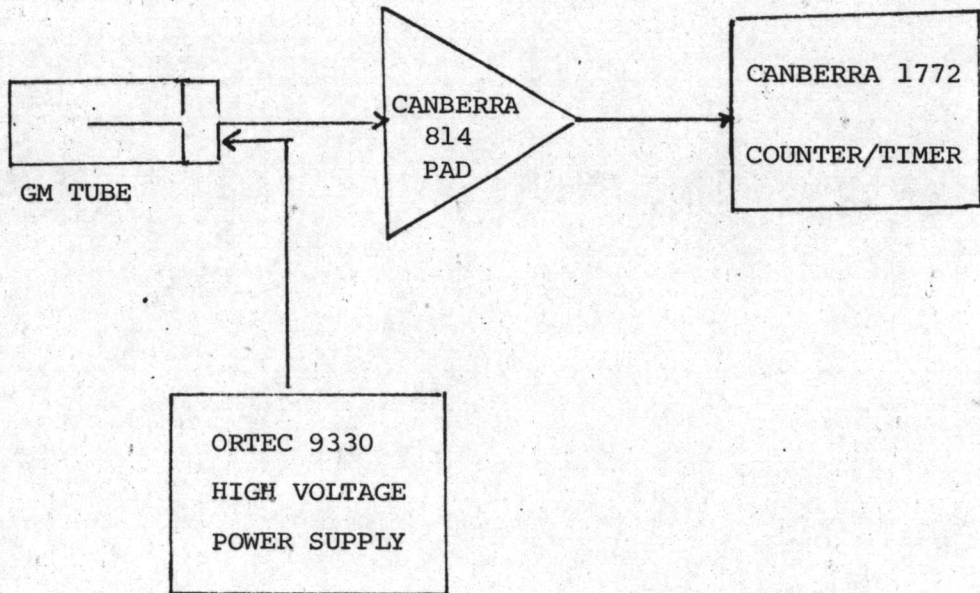 GM TUBE
CANBERRA
814
PAD
CANBERRA 1772
COUNTER/TIMER
ORTEC 9330
HIGH VOLTAGE
POWER SUPPLY